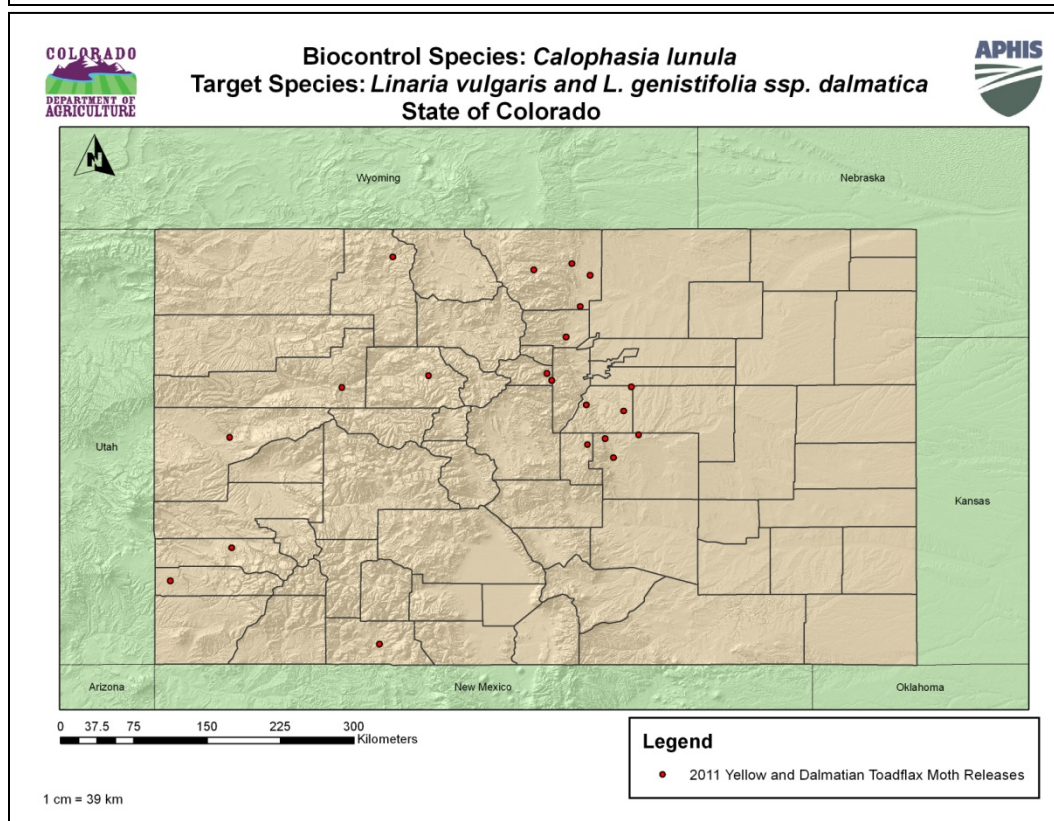 COLORADO
DEPARTMENT OF
AGRICULTURE
Biocontrol Species: Calophasia lunula
Target Species: Linaria vulgaris and L. genistifolia ssp. dalmatica
State of Colorado
APHIS
N
Wyoming
Nebraska
Utah
Kansas
Arizona
New Mexico
Oklahoma
0 37.5 75 150 225 300
Kilometers
1 cm = 39 km
Legend
2011 Yellow and Dalmatian Toadflax Moth Releases